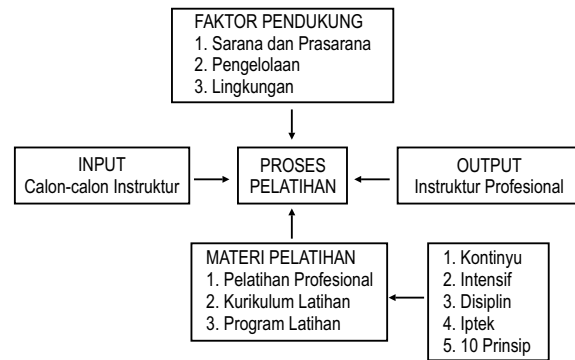 FAKTOR PENDUKUNG
1. Sarana dan Prasarana
2. Pengelolaan
3. Lingkungan
INPUT
Calon-calon Instruktur
PROSES
PELATIHAN
OUTPUT
Instruktur Profesional
MATERI PELATIHAN
1. Pelatihan Profesional
2. Kurikulum Latihan
3. Program Latihan
1. Kontinyu
2. Intensif
3. Disiplin
4. Iptek
5. 10 Prinsip